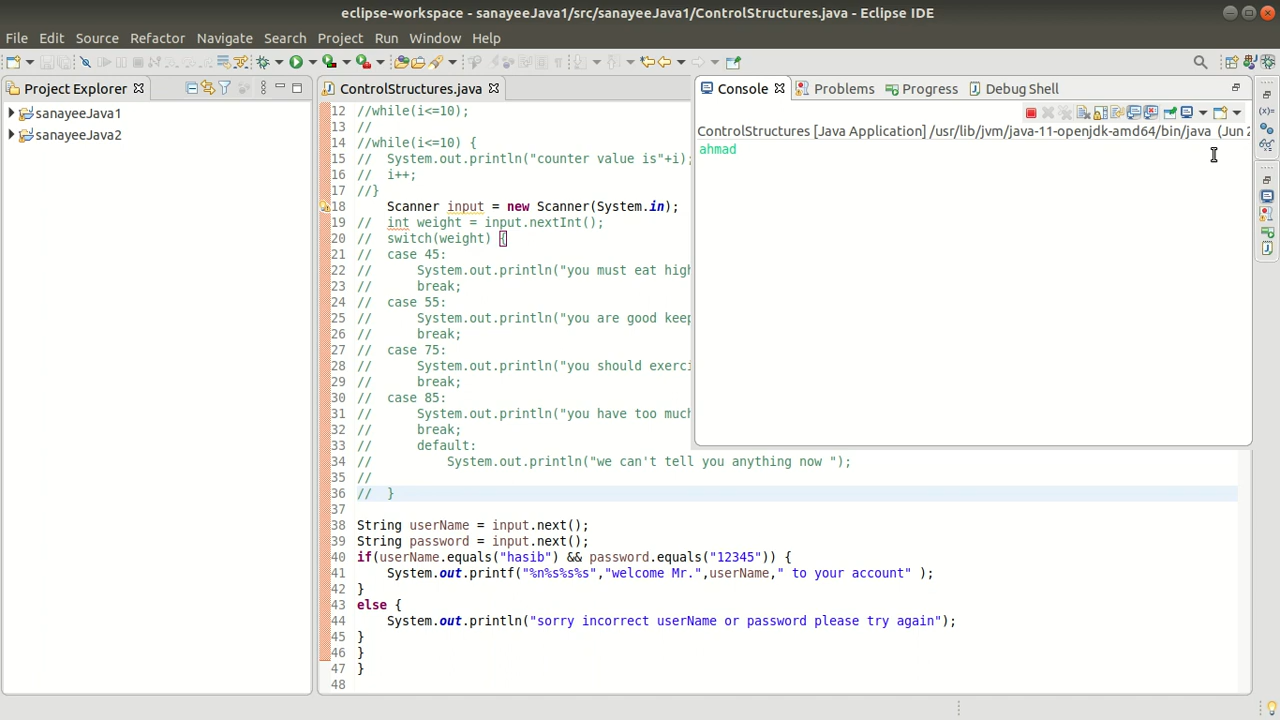 eclipse-workspace - sanayeeJava1/src/sanayeeJava1/ControlStructures.java - Eclipse IDE
File Edit Source Refactor Navigate Search Project Run Window Help
Project Explorer
sanayeeJava1
sanayeeJava2
ControlStructures.java
12 //while(i<=10);
13 //
14 //while(i<=10) {
15 //  System.out.println("counter value is"+i);
16 //  i++;
17 //}
18     Scanner input = new Scanner(System.in);
19 //  int weight = input.nextInt();
20 //  switch(weight) {
21 //  case 45:
22 //      System.out.println("you must eat high
23 //      break;
24 //  case 55:
25 //      System.out.println("you are good keep
26 //      break;
27 //  case 75:
28 //      System.out.println("you should exerci
29 //      break;
30 //  case 85:
31 //      System.out.println("you have too much
32 //      break;
33 //      default:
34 //          System.out.println("we can't tell you anything now ");
35 //
36 //  }
37
38 String userName = input.next();
39 String password = input.next();
40 if(userName.equals("hasib") && password.equals("12345")) {
41     System.out.printf("%n%s%s%s","welcome Mr.",userName," to your account" );
42 }
43 else {
44     System.out.println("sorry incorrect userName or password please try again");
45 }
46 }
47 }
48
Console Problems Progress Debug Shell
ControlStructures [Java Application] /usr/lib/jvm/java-11-openjdk-amd64/bin/java (Jun 2
ahmad